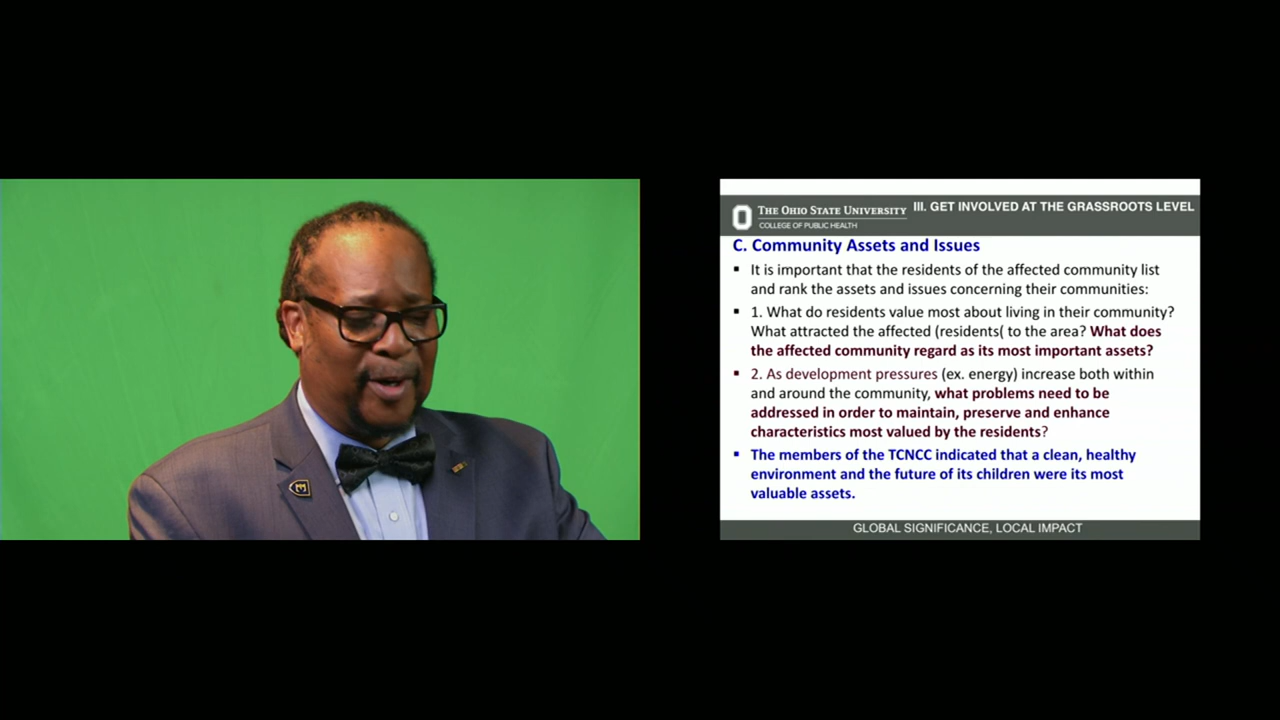 THE OHIO STATE UNIVERSITY
COLLEGE OF PUBLIC HEALTH
III. GET INVOLVED AT THE GRASSROOTS LEVEL
C. Community Assets and Issues
▪ It is important that the residents of the affected community list
and rank the assets and issues concerning their communities:
▪ 1. What do residents value most about living in their community?
What attracted the affected (residents( to the area? What does
the affected community regard as its most important assets?
▪ 2. As development pressures (ex. energy) increase both within
and around the community, what problems need to be
addressed in order to maintain, preserve and enhance
characteristics most valued by the residents?
▪ The members of the TCNCC indicated that a clean, healthy
environment and the future of its children were its most
valuable assets.
GLOBAL SIGNIFICANCE, LOCAL IMPACT